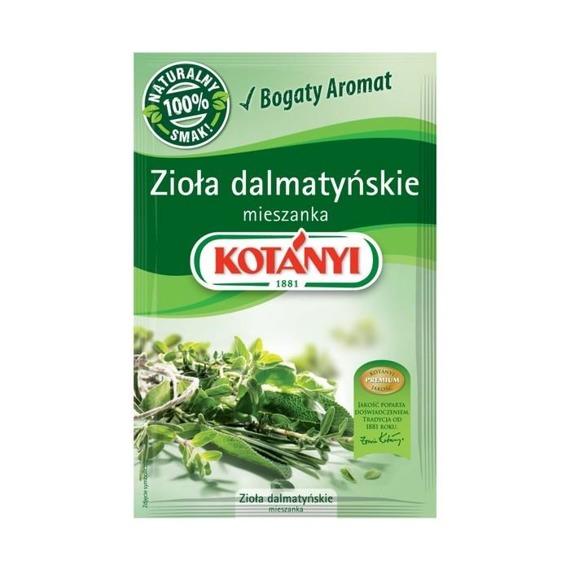 NATURALNY
100%
SMAK!
Bogaty Aromat
Zioła dalmatyńskie
mieszanka
KOTÁNYI
1881
KOTÁNYI
PREMIUM
JAKOŚĆ
JAKOŚĆ POPARTA
DOŚWIADCZENIEM.
TRADYCJA OD
1881 ROKU.
Zioła dalmatyńskie
mieszanka